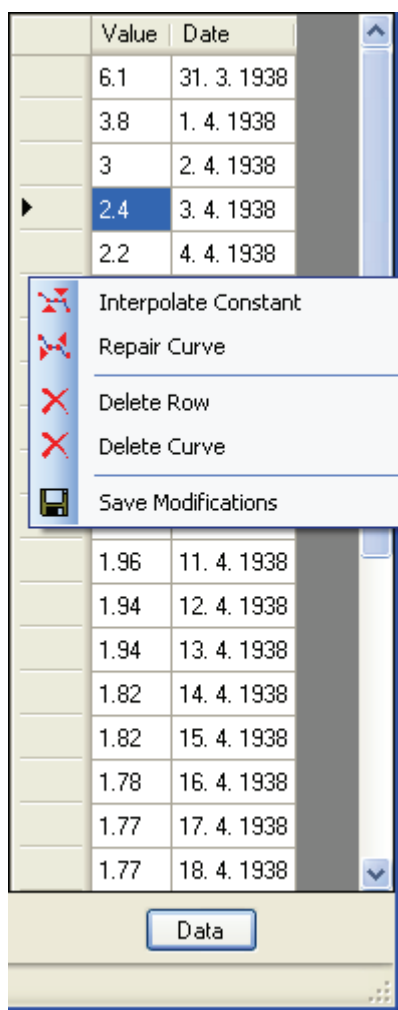 Value Date
6.1 31. 3. 1938
3.8 1. 4. 1938
3 2. 4. 1938
2.4 3. 4. 1938
2.2 4. 4. 1938
Interpolate Constant
Repair Curve
Delete Row
Delete Curve
Save Modifications
1.96 11. 4. 1938
1.94 12. 4. 1938
1.94 13. 4. 1938
1.82 14. 4. 1938
1.82 15. 4. 1938
1.78 16. 4. 1938
1.77 17. 4. 1938
1.77 18. 4. 1938
Data